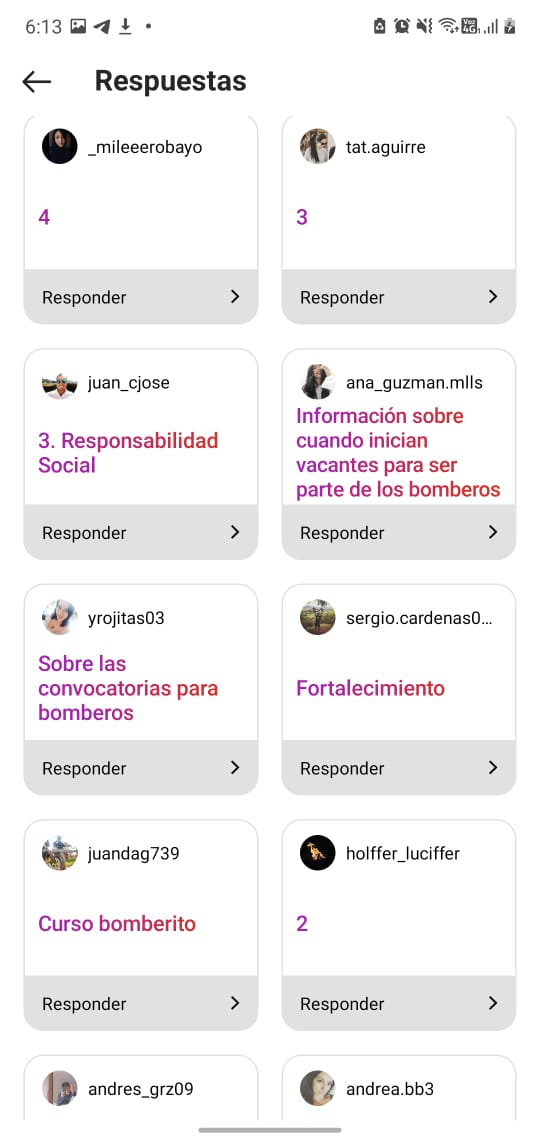 6:13
Respuestas
_mileeerobayo
tat.aguirre
4
3
Responder
Responder
juan_cjose
ana_guzman.mlls
3. Responsabilidad
Social
Información sobre
cuando inician
vacantes para ser
parte de los bomberos
Responder
Responder
yrojitas03
sergio.cardenas0...
Sobre las
convocatorias para
bomberos
Fortalecimiento
Responder
Responder
juandag739
holffer_luciffer
Curso bomberito
2
Responder
Responder
andres_grz09
andrea.bb3